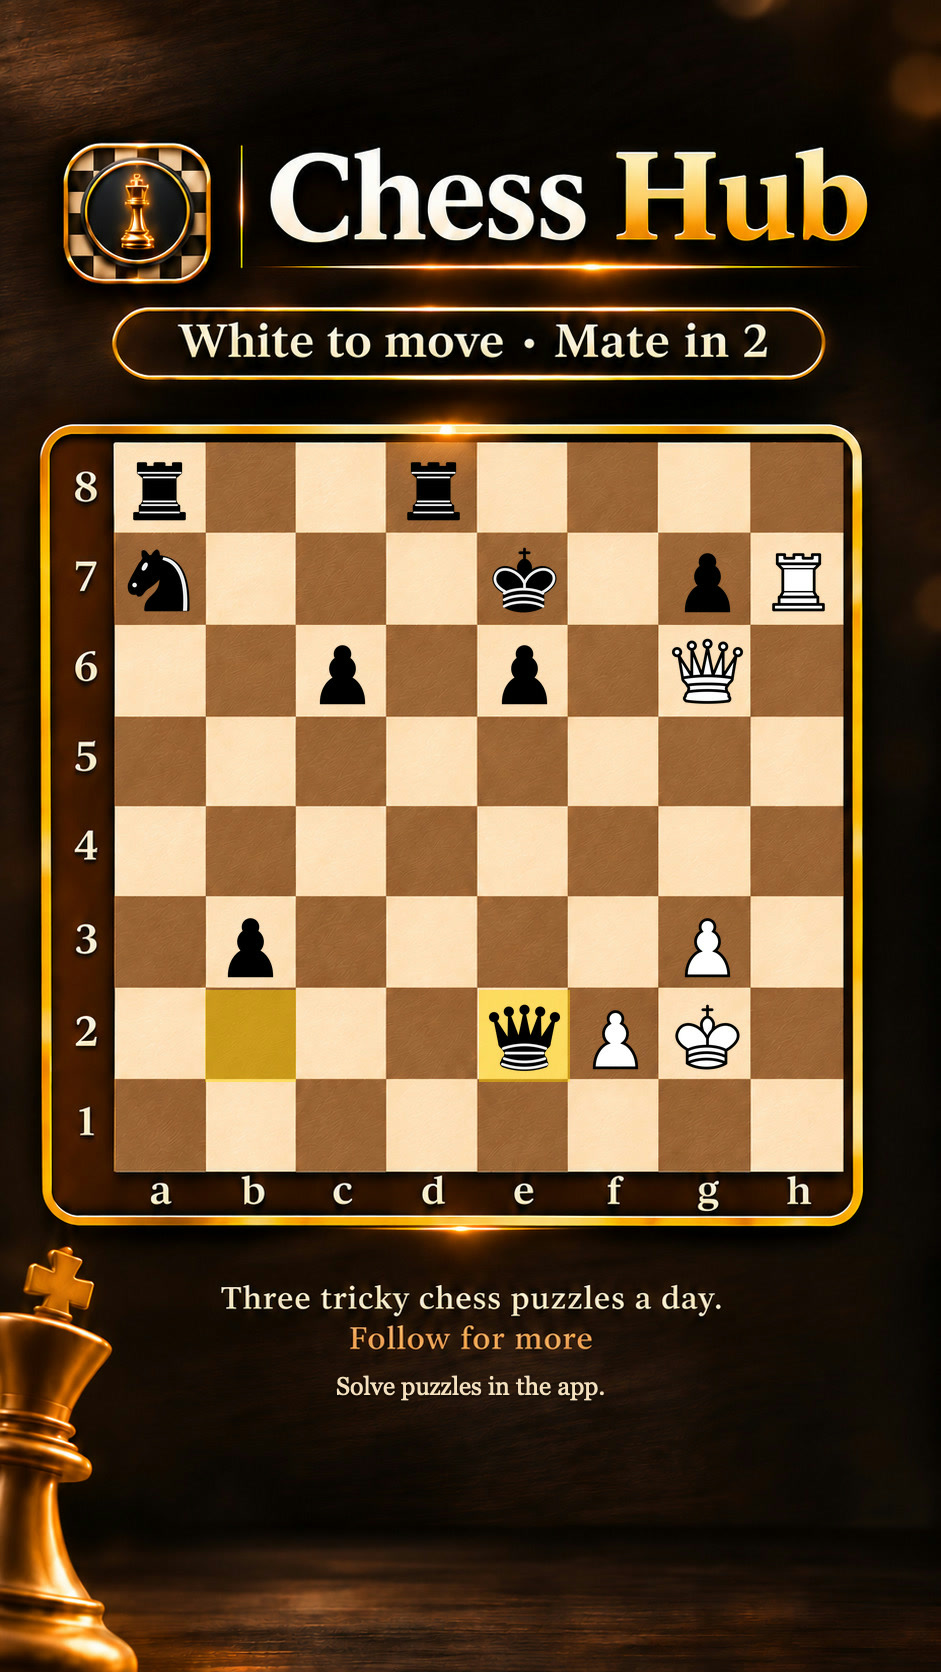 Chess Hub
White to move • Mate in 2
8
7
6
5
4
3
2
1
a b c d e f g h
Three tricky chess puzzles a day.
Follow for more
Solve puzzles in the app.